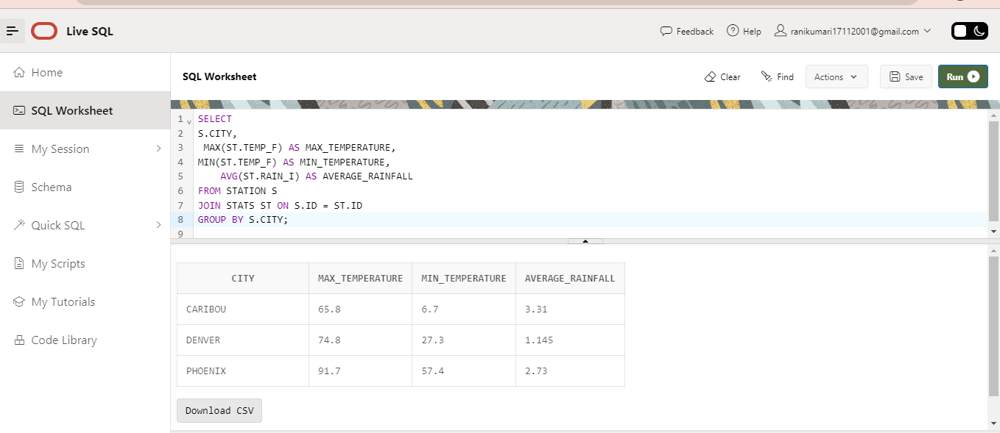 Live SQL
Feedback Help ranikumari17112001@gmail.com
Home
SQL Worksheet
My Session
Schema
Quick SQL
My Scripts
My Tutorials
Code Library
SQL Worksheet
Clear Find Actions Save Run
1 SELECT
2 S.CITY,
3 MAX(ST.TEMP_F) AS MAX_TEMPERATURE,
4 MIN(ST.TEMP_F) AS MIN_TEMPERATURE,
5 AVG(ST.RAIN_I) AS AVERAGE_RAINFALL
6 FROM STATION S
7 JOIN STATS ST ON S.ID = ST.ID
8 GROUP BY S.CITY;
9
CITY MAX_TEMPERATURE MIN_TEMPERATURE AVERAGE_RAINFALL
CARIBOU 65.8 6.7 3.31
DENVER 74.8 27.3 1.145
PHOENIX 91.7 57.4 2.73
Download CSV